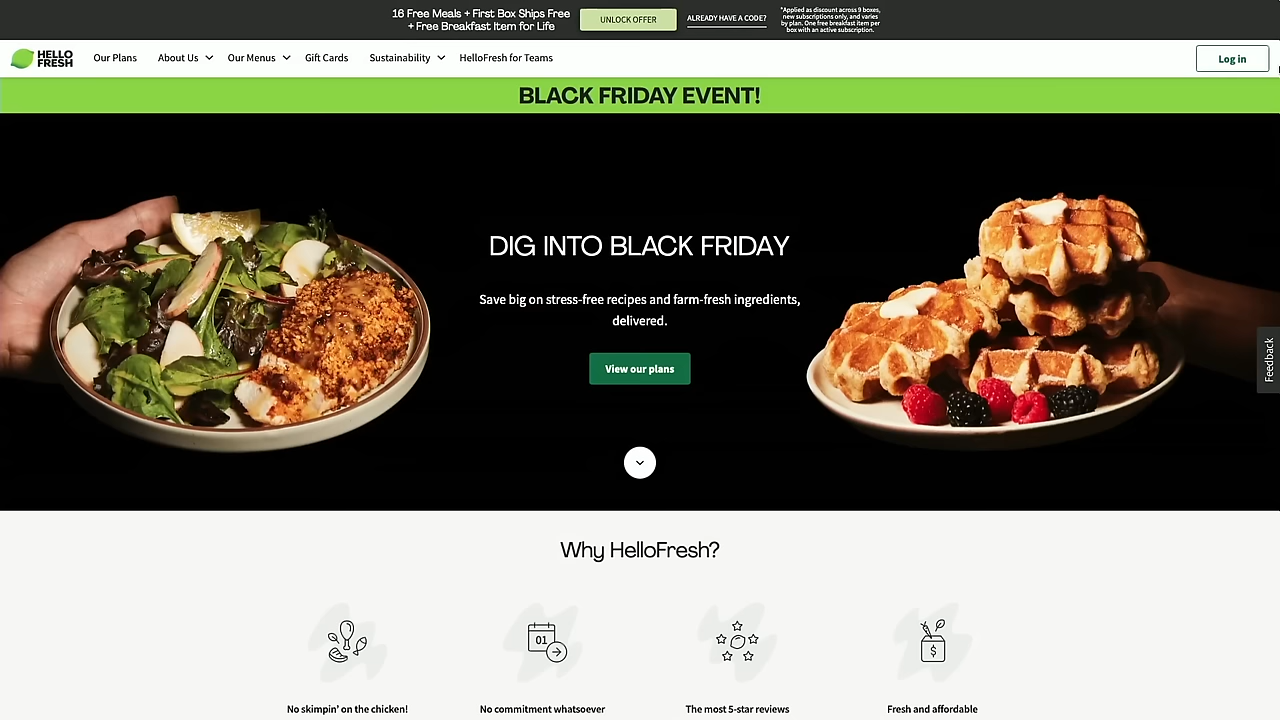 16 Free Meals + First Box Ships Free
+ Free Breakfast Item for Life
UNLOCK OFFER
ALREADY HAVE A CODE?
*Applied as discount across 9 boxes,
new subscriptions only, and varies
by plan. One free breakfast item per
box with an active subscription.
HELLO
FRESH
Our Plans
About Us
Our Menus
Gift Cards
Sustainability
HelloFresh for Teams
Log in
BLACK FRIDAY EVENT!
DIG INTO BLACK FRIDAY
Save big on stress-free recipes and farm-fresh ingredients,
delivered.
View our plans
Feedback
Why HelloFresh?
01
$
No skimpin' on the chicken!
No commitment whatsoever
The most 5-star reviews
Fresh and affordable